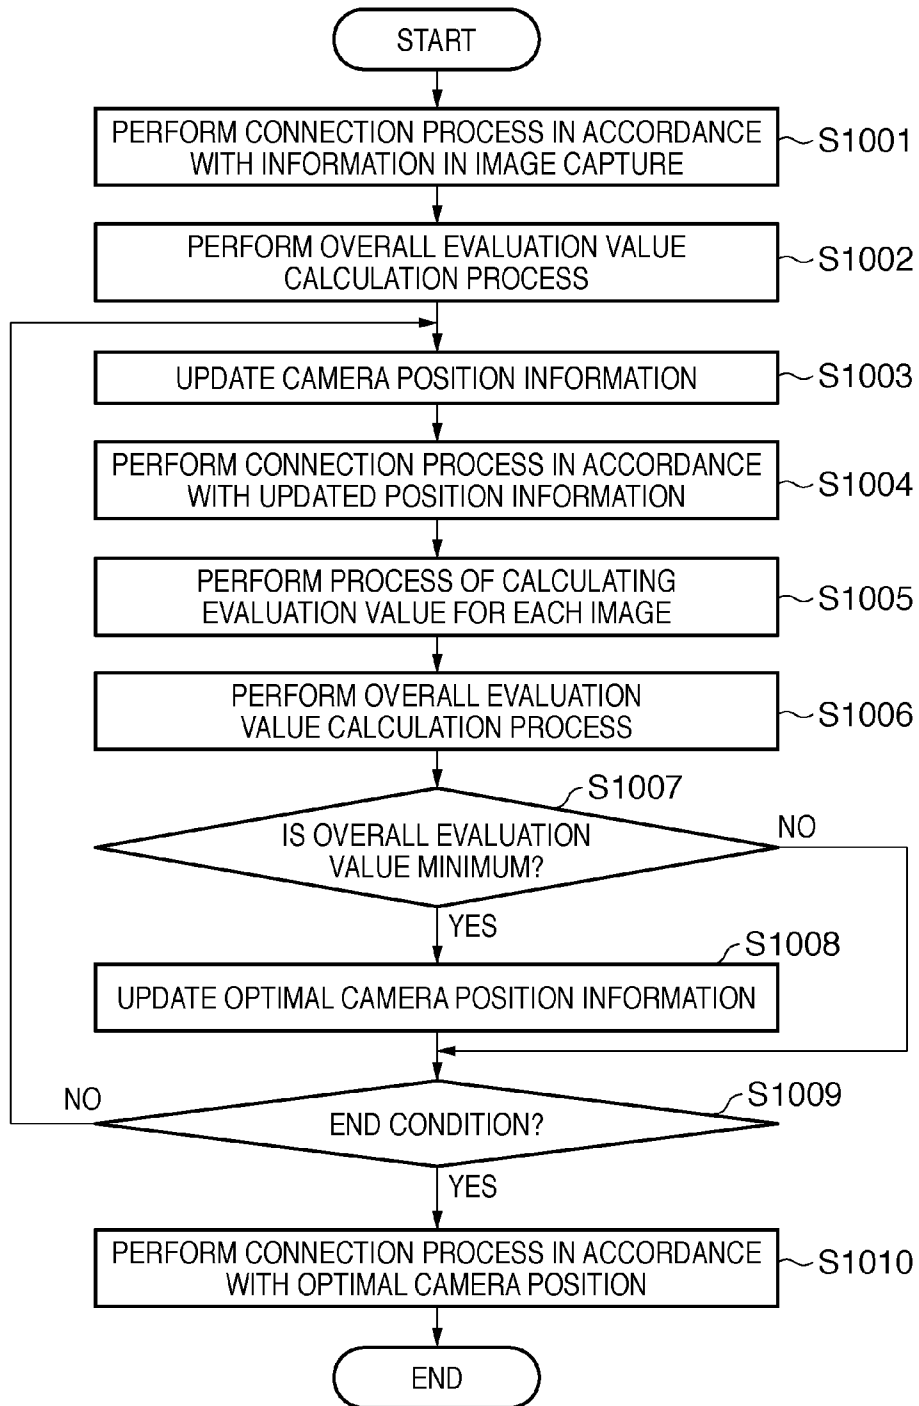 START
PERFORM CONNECTION PROCESS IN ACCORDANCE
WITH INFORMATION IN IMAGE CAPTURE
S1001
PERFORM OVERALL EVALUATION VALUE
CALCULATION PROCESS
S1002
UPDATE CAMERA POSITION INFORMATION
S1003
PERFORM CONNECTION PROCESS IN ACCORDANCE
WITH UPDATED POSITION INFORMATION
S1004
PERFORM PROCESS OF CALCULATING
EVALUATION VALUE FOR EACH IMAGE
S1005
PERFORM OVERALL EVALUATION
VALUE CALCULATION PROCESS
S1006
S1007
IS OVERALL EVALUATION
VALUE MINIMUM?
NO
YES
S1008
UPDATE OPTIMAL CAMERA POSITION INFORMATION
S1009
NO
END CONDITION?
YES
PERFORM CONNECTION PROCESS IN ACCORDANCE
WITH OPTIMAL CAMERA POSITION
S1010
END